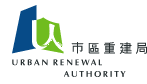 市區重建局
URBAN RENEWAL
AUTHORITY